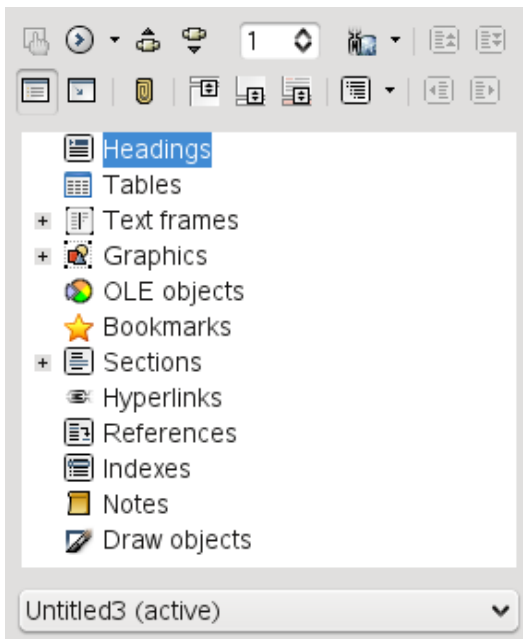 1
Headings
Tables
Text frames
Graphics
OLE objects
Bookmarks
Sections
Hyperlinks
References
Indexes
Notes
Draw objects
Untitled3 (active)